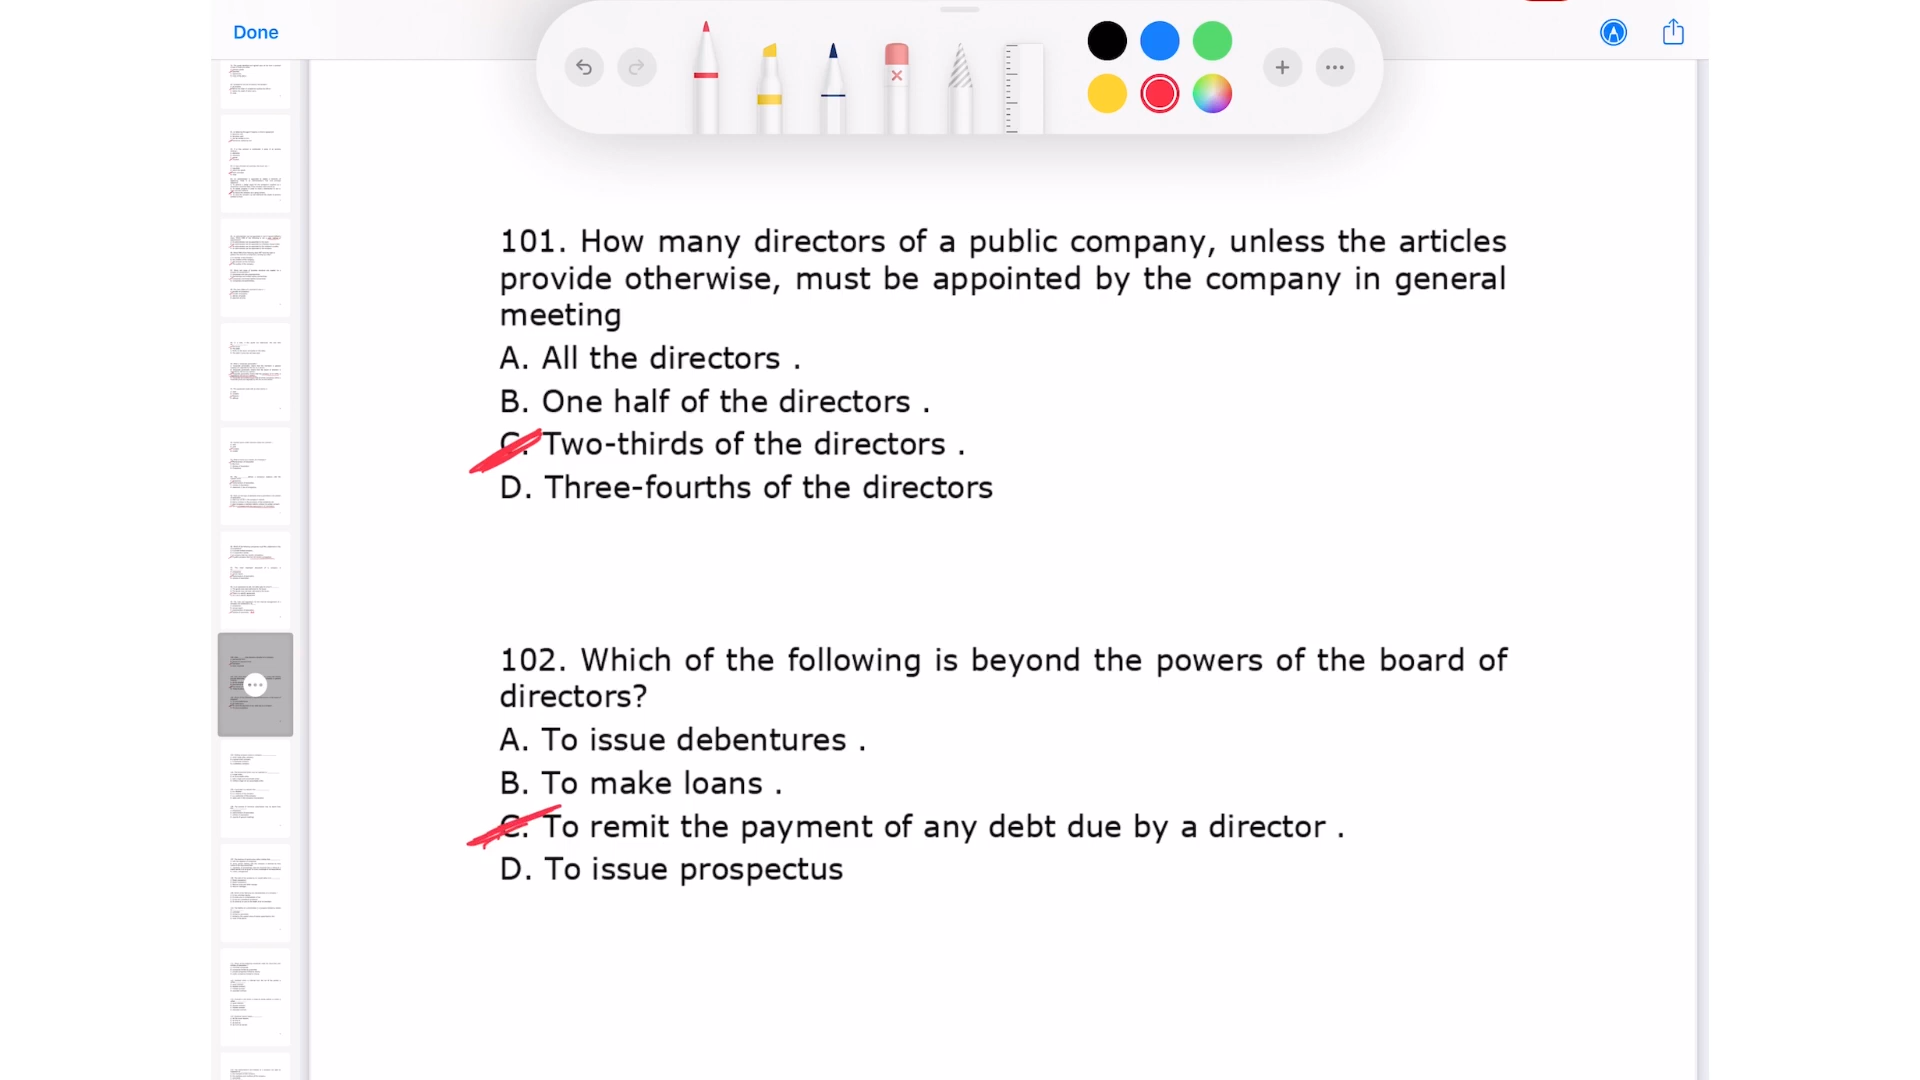 Done
101. How many directors of a public company, unless the articles
provide otherwise, must be appointed by the company in general
meeting
A. All the directors .
B. One half of the directors .
C. Two-thirds of the directors .
D. Three-fourths of the directors
102. Which of the following is beyond the powers of the board of
directors?
A. To issue debentures .
B. To make loans .
C. To remit the payment of any debt due by a director .
D. To issue prospectus